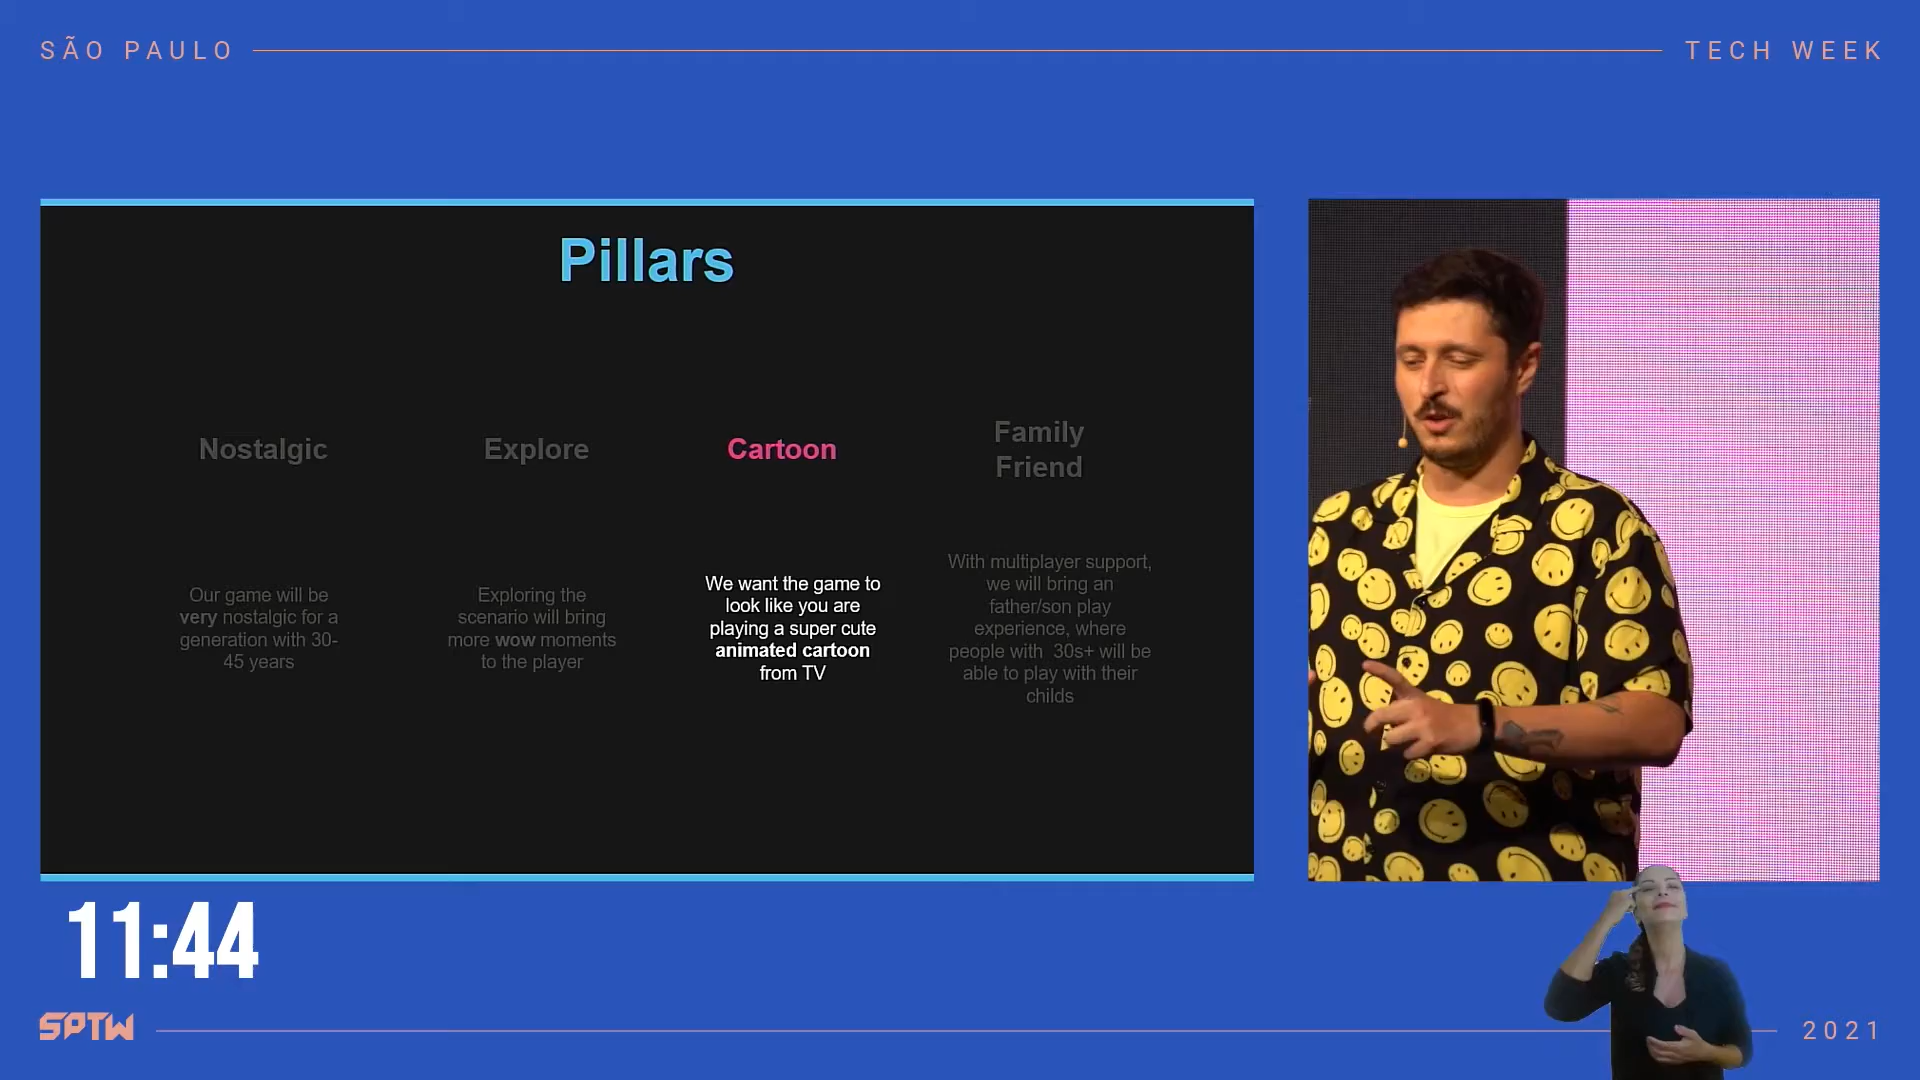 SÃO PAULO
TECH WEEK
Pillars
Nostalgic
Explore
Cartoon
Family
Friend
Our game will be
very nostalgic for a
generation with 30-
45 years
Exploring the
scenario will bring
more wow moments
to the player
We want the game to
look like you are
playing a super cute
animated cartoon
from TV
With multiplayer support,
we will bring an
father/son play
experience, where
people with 30s+ will be
able to play with their
childs
11:44
SPTW
2021